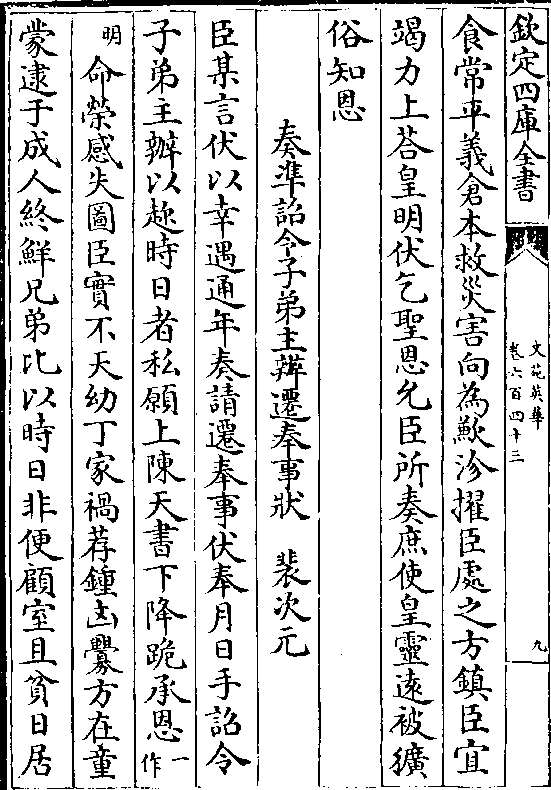 欽定四庫全書
文苑英華
卷六百四十三
九
食常平義倉本救災害向為歉沴擢臣處之方鎮臣宜
竭力上荅皇明伏乞聖恩允臣所奏庶使皇靈逺被獷
俗知恩
奏準詔令子弟主辦遷奉事狀 裴次元
臣某言伏以幸遇通年奏請遷奉事伏奉月日手詔令
子弟主辦以趂時日者私願上陳天書下降跪承恩一作
明命榮感失圖臣實不天幼丁家禍荐鍾凶釁方在童
蒙逮于成人終鮮兄弟比以時日非便顧室且貧日居